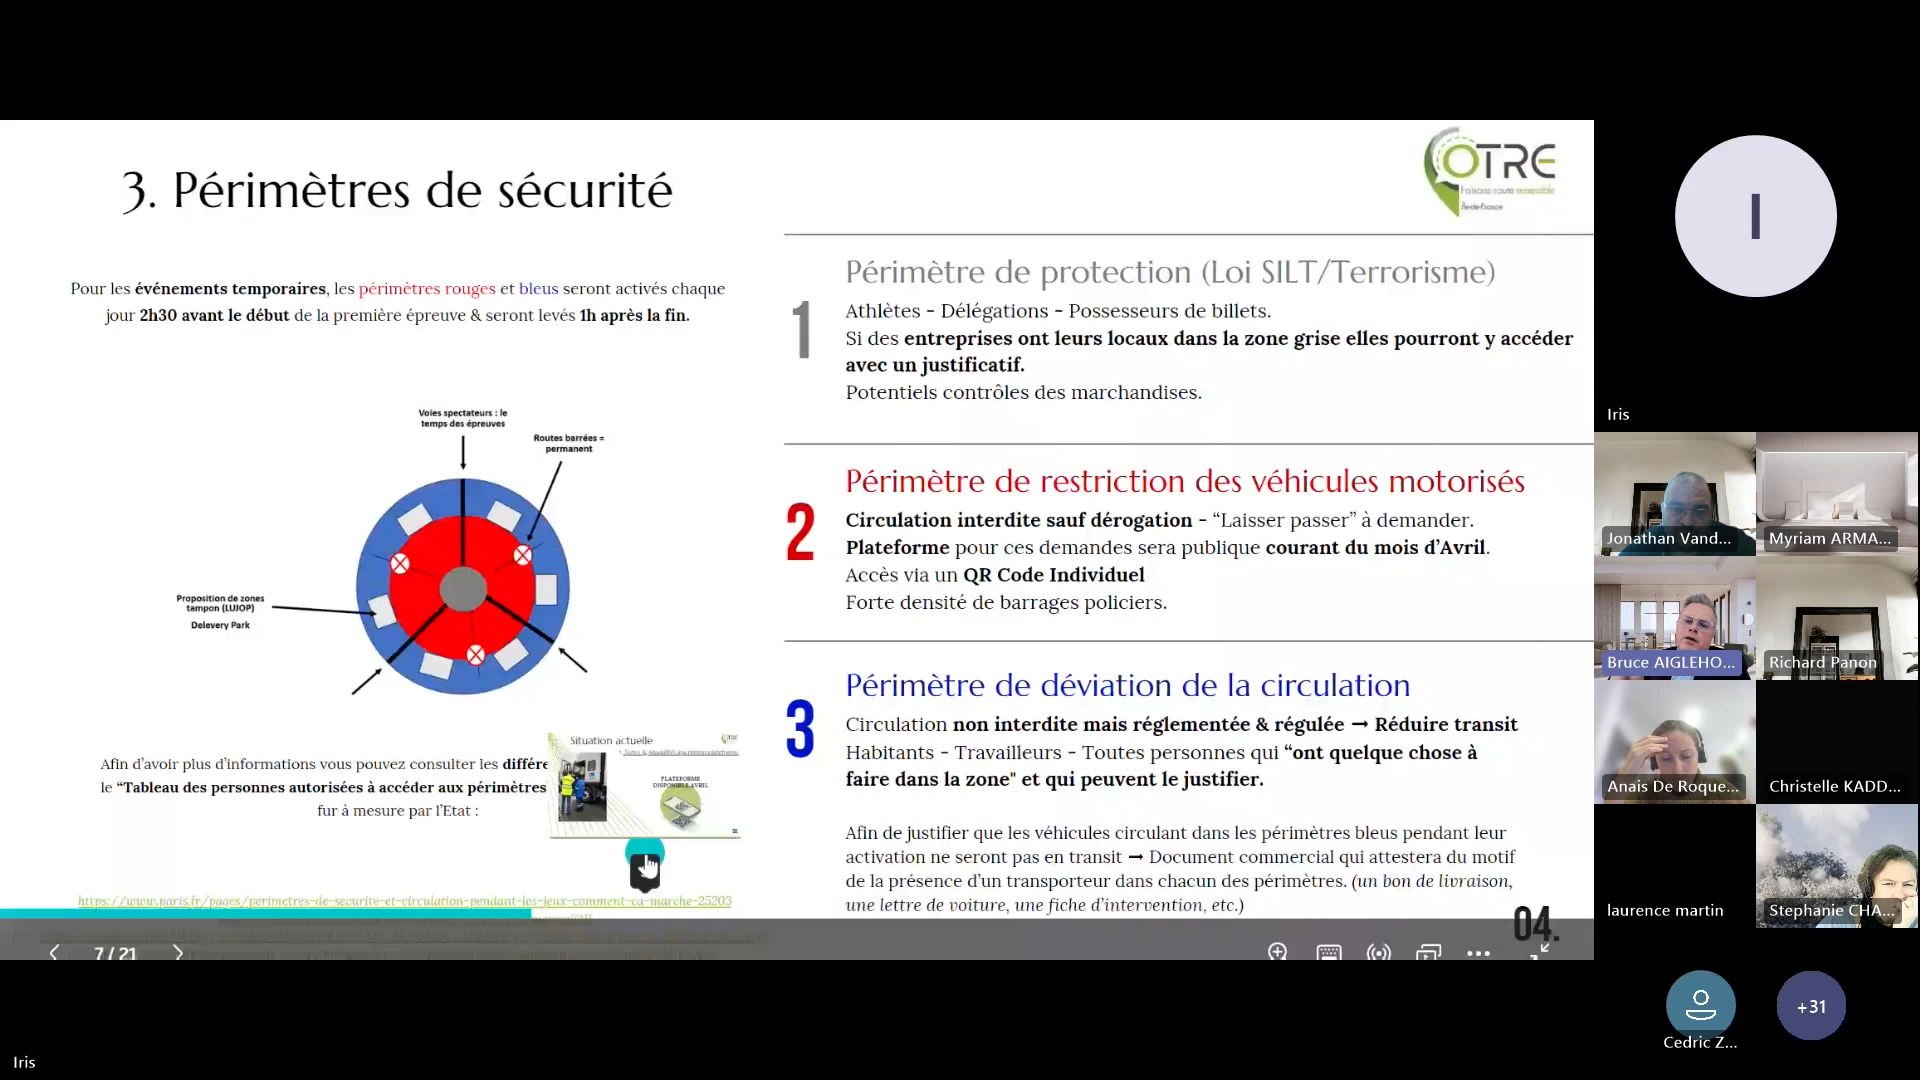 3. Périmètres de sécurité
OTRE
Faisons route ensemble
Île-de-France
Pour les événements temporaires, les périmètres rouges et bleus seront activés chaque
jour 2h30 avant le début de la première épreuve & seront levés 1h après la fin.
Voies spectateurs : le
temps des épreuves
Routes barrées =
permanent
Proposition de zones
tampon (LUJOP)
Delevery Park
Afin d’avoir plus d’informations vous pouvez consulter les différe
le “Tableau des personnes autorisées à accéder aux périmètres
fur à mesure par l’Etat :
Situation actuelle
PLATEFORME
DISPONIBLE AVRIL
https://www.paris.fr/pages/perimetres-de-securite-et-circulation-pendant-les-jeux-comment-ca-marche-25203
1
Périmètre de protection (Loi SILT/Terrorisme)
Athlètes - Délégations - Possesseurs de billets.
Si des entreprises ont leurs locaux dans la zone grise elles pourront y accéder
avec un justificatif.
Potentiels contrôles des marchandises.
2
Périmètre de restriction des véhicules motorisés
Circulation interdite sauf dérogation - “Laisser passer” à demander.
Plateforme pour ces demandes sera publique courant du mois d’Avril.
Accès via un QR Code Individuel
Forte densité de barrages policiers.
3
Périmètre de déviation de la circulation
Circulation non interdite mais réglementée & régulée → Réduire transit
Habitants - Travailleurs - Toutes personnes qui “ont quelque chose à
faire dans la zone" et qui peuvent le justifier.
Afin de justifier que les véhicules circulant dans les périmètres bleus pendant leur
activation ne seront pas en transit → Document commercial qui attestera du motif
de la présence d’un transporteur dans chacun des périmètres. (un bon de livraison,
une lettre de voiture, une fiche d’intervention, etc.)
04.
7 / 21
I
Iris
Jonathan Vand...
Myriam ARMA...
Bruce AIGLEHO...
Richard Panon
Anais De Roque...
Christelle KADD...
laurence martin
Stephanie CHA...
Cedric Z...
+31
Iris